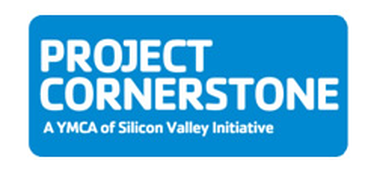 PROJECT
CORNERSTONE
A YMCA of Silicon Valley Initiative